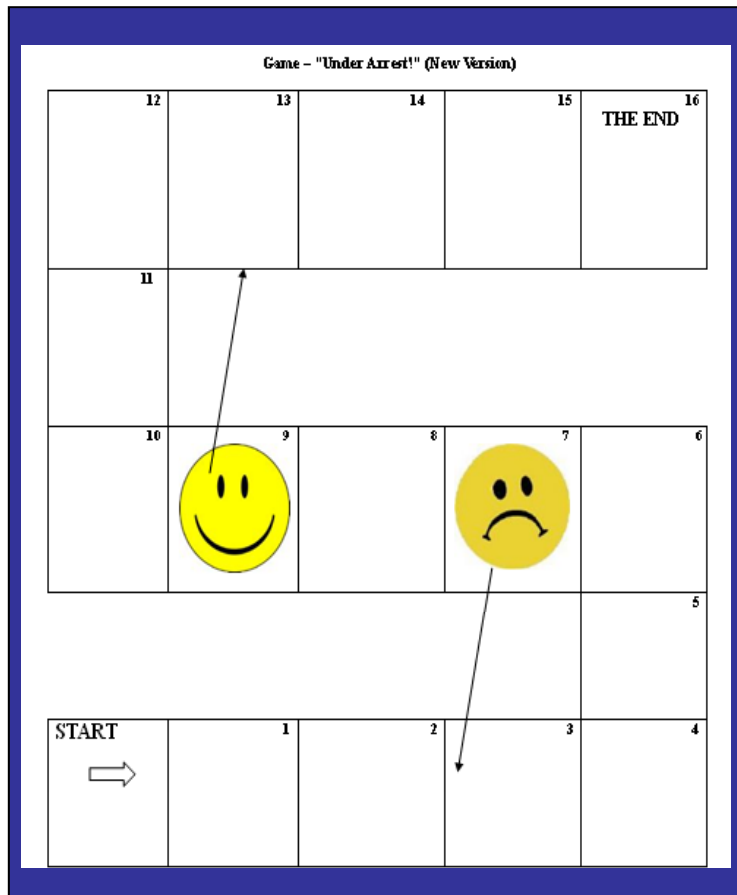 Game – "Under Arrest!" (New Version)
12 13 14 15 16
THE END
11
10 9 8 7 6
5
START 1 2 3 4